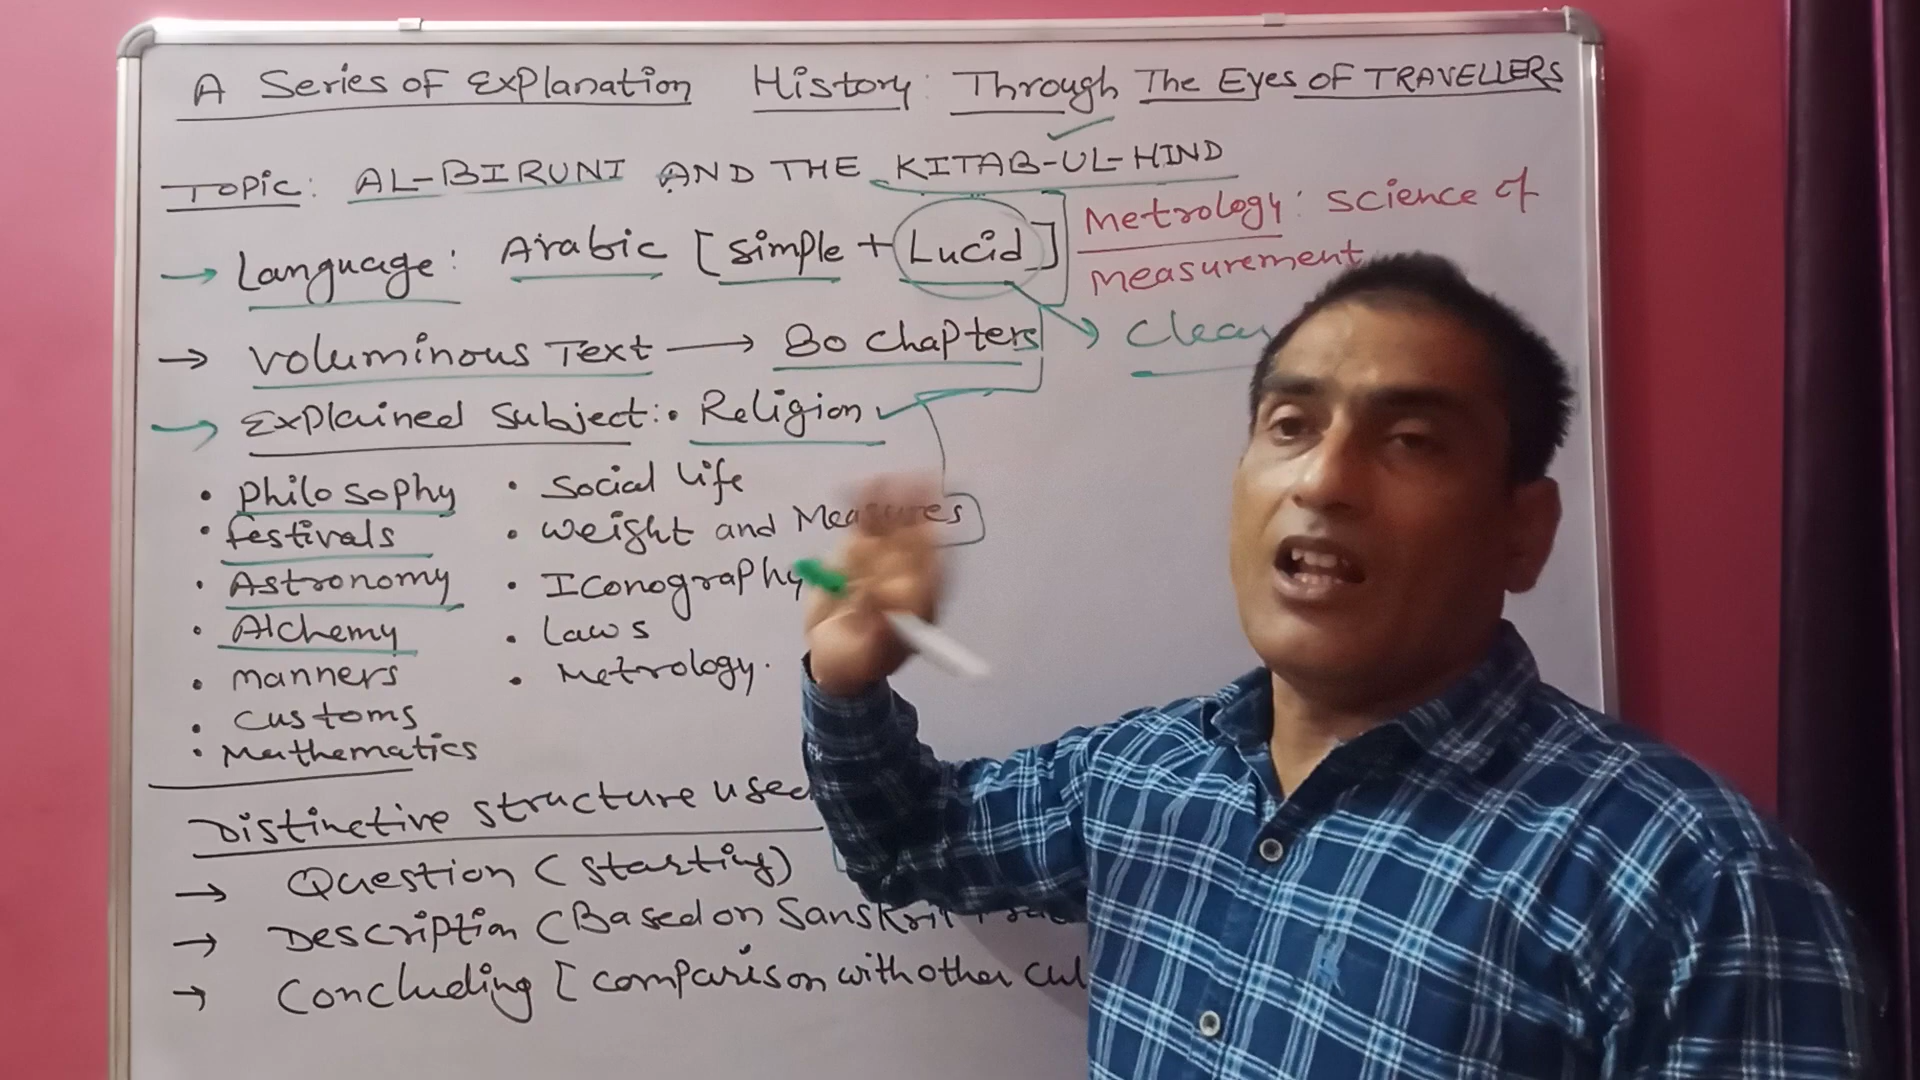 A Series of Explanation History: Through The Eyes of TRAVELLERS
Topic: AL-BIRUNI AND THE KITAB-UL-HIND
→ Language: Arabic [Simple + Lucid]
Metrology: science of
measurement
→ Voluminous Text → 80 Chapters
→ Clear
→ Explained Subject: • Religion ✓
• Philosophy
• Social life
• festivals
• Weight and Measures
• Astronomy
• Iconography
• Alchemy
• Laws
• manners
• Metrology.
• Customs
• Mathematics
Distinctive structure used
→ Question (Starting)
→ Description (Based on Sanskrit
→ Concluding [comparison with other